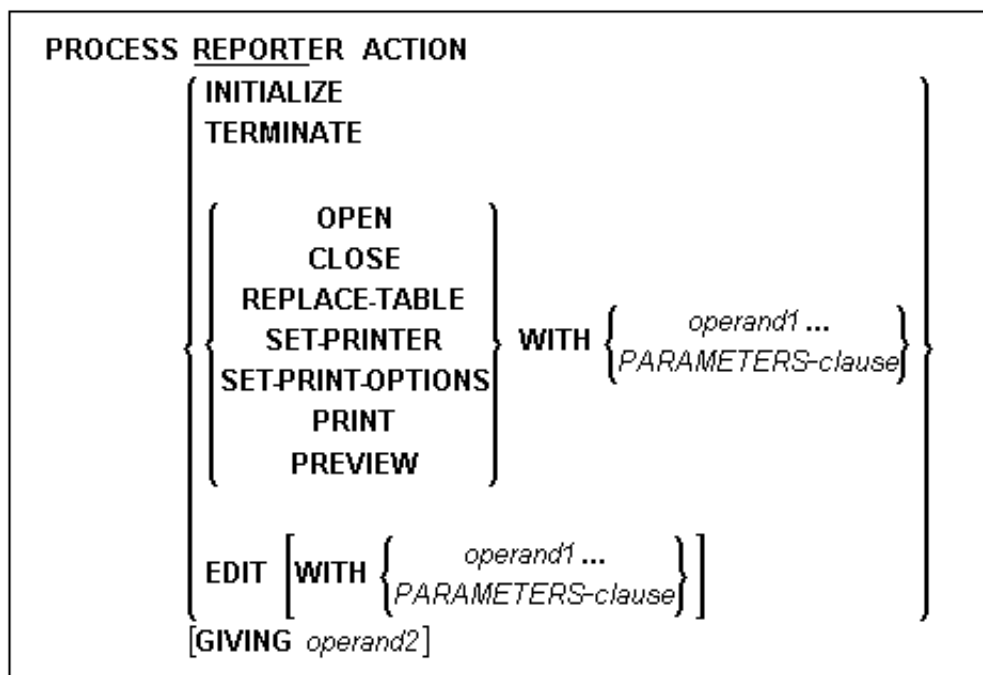 PROCESS REPORTER ACTION
INITIALIZE
TERMINATE
OPEN
CLOSE
REPLACE-TABLE
SET-PRINTER
SET-PRINT-OPTIONS
PRINT
PREVIEW
WITH { operand1 ...
PARAMETERS-clause }
EDIT [WITH { operand1 ...
PARAMETERS-clause } ]
[GIVING operand2]